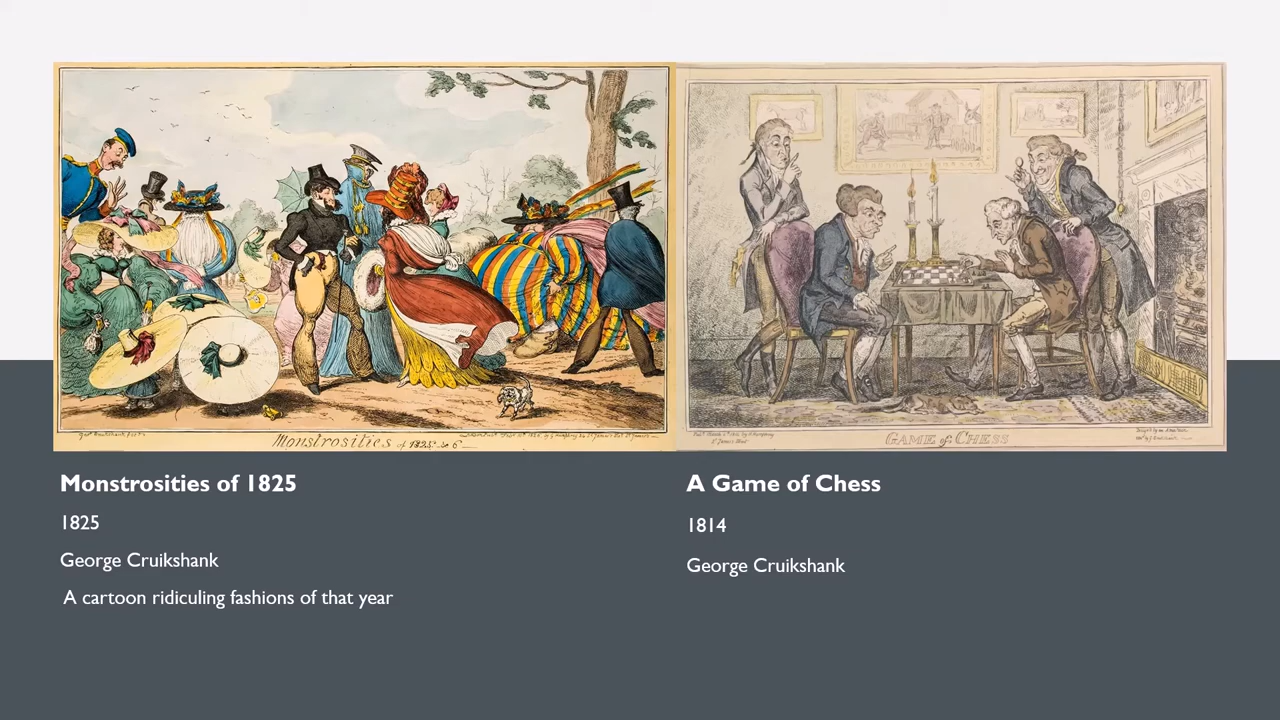 Monstrosities of 1825. & 6
GAME of CHESS
Monstrosities of 1825
1825
George Cruikshank
A cartoon ridiculing fashions of that year
A Game of Chess
1814
George Cruikshank